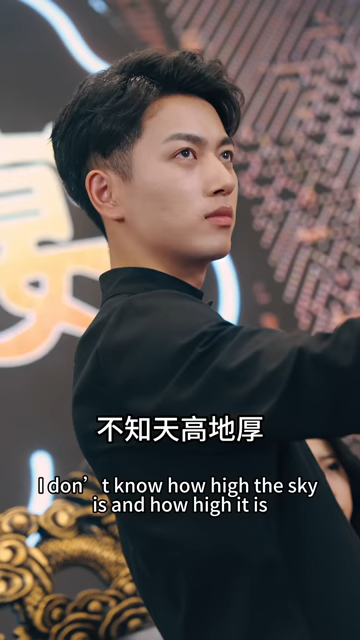 不知天高地厚
I don't know how high the sky
is and how high it is